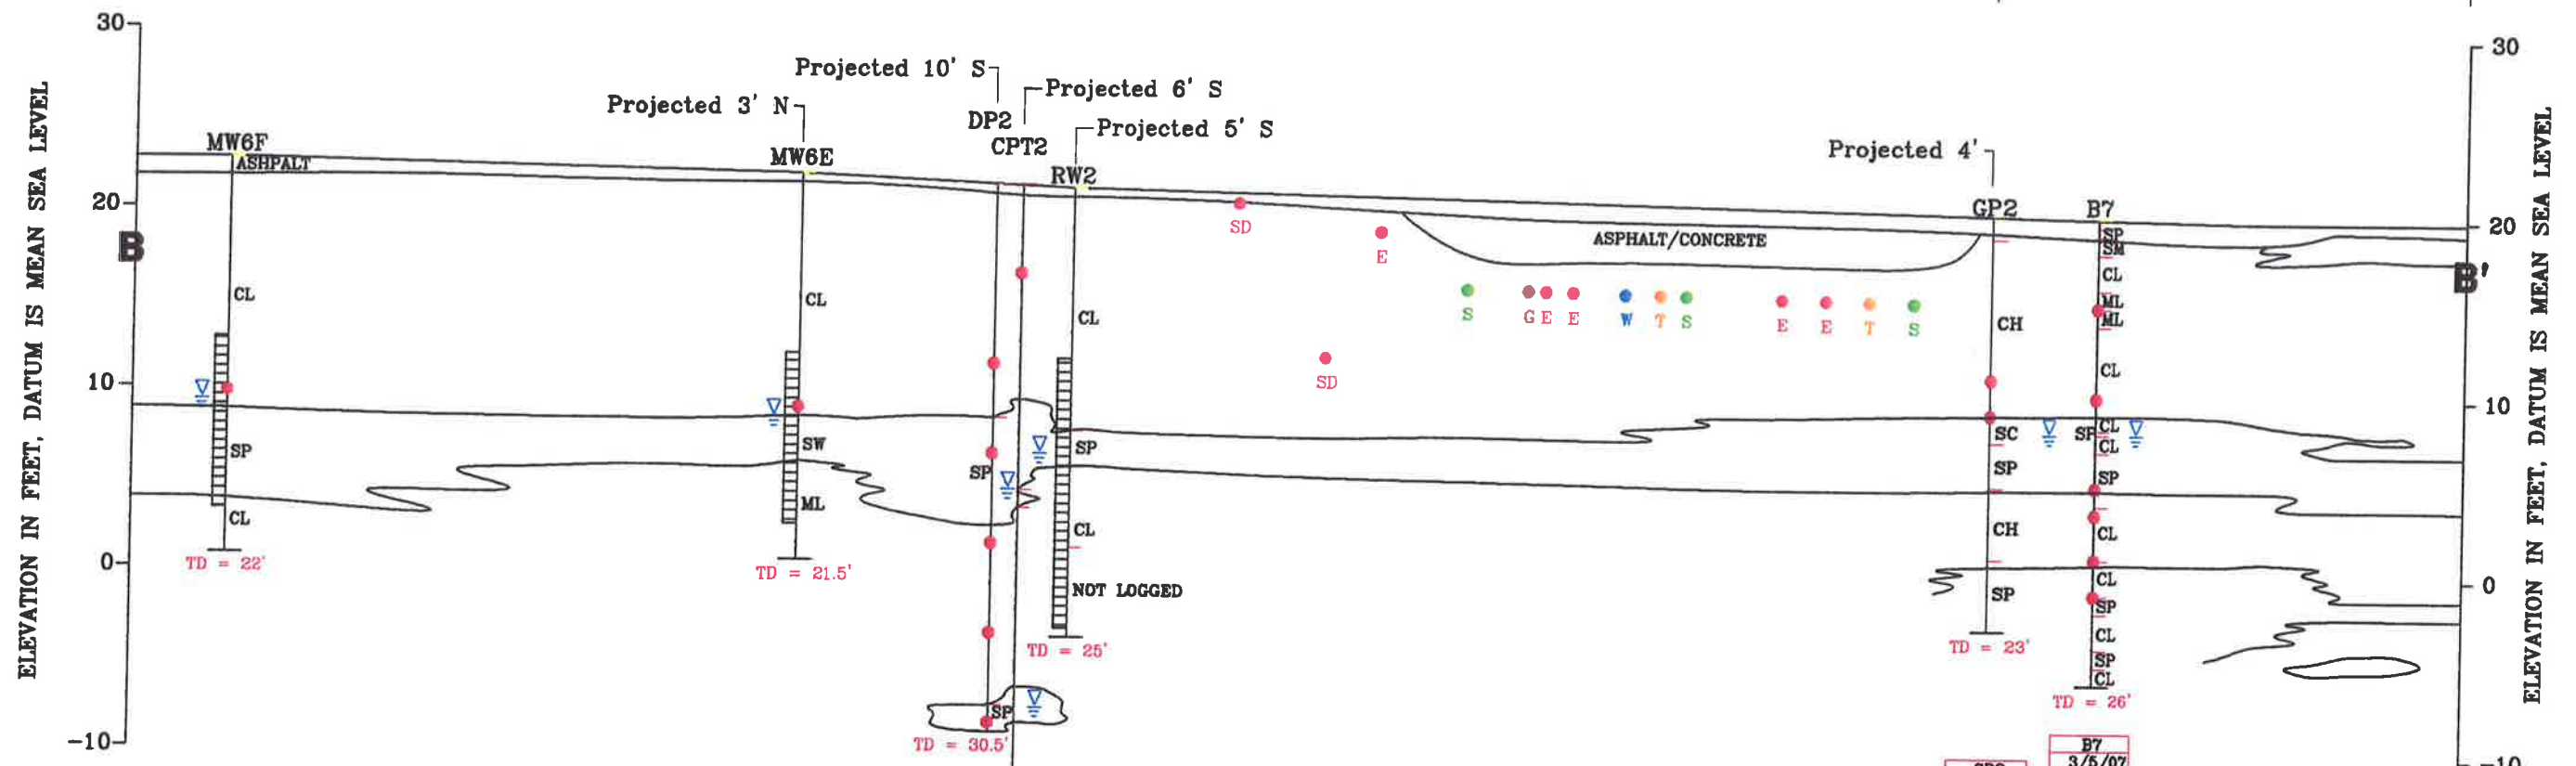 30
30
Projected 10' S
Projected 6' S
Projected 3' N
DP2
Projected 5' S
MW6F
CPT2
Projected 4'
ASHPALT
MW6E
RW2
GP2
B7
20
20
SD
SP
SM
ASPHALT/CONCRETE
E
B
B'
CL
CL
CL
CL
ML
ML
S
G E E
W
T
S
E
E
T
S
CH
SD
CL
10
10
SP
SW
SP
SP
SC
SP
CL
CL
SP
SP
ML
CL
CL
CH
CL
0
0
TD = 22'
TD = 21.5'
NOT LOGGED
SP
CL
SP
CL
TD = 25'
TD = 23'
SP
CL
TD = 26'
SP
-10
TD = 30.5'
B7
3/5/07
ELEVATION IN FEET, DATUM IS MEAN SEA LEVEL
ELEVATION IN FEET, DATUM IS MEAN SEA LEVEL